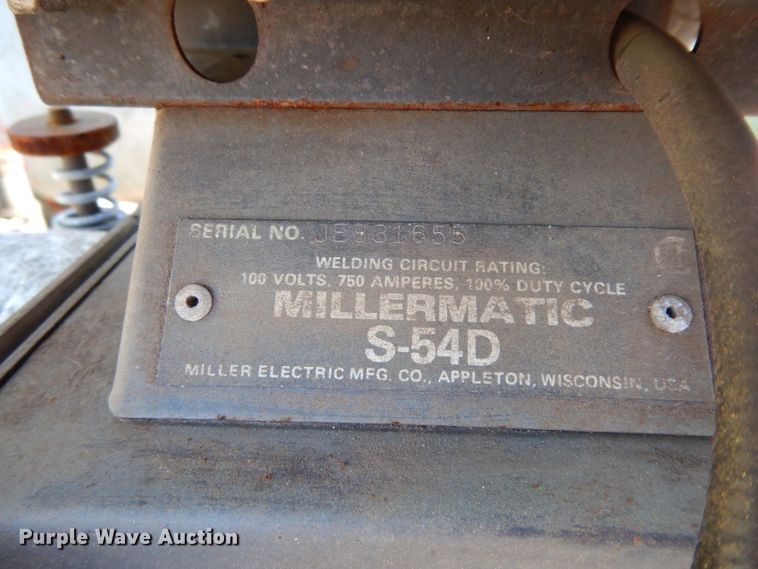 SERIAL NO. JE831655
WELDING CIRCUIT RATING:
100 VOLTS, 750 AMPERES, 100% DUTY CYCLE
MILLERMATIC
S-54D
MILLER ELECTRIC MFG. CO., APPLETON, WISCONSIN, USA
Purple Wave Auction